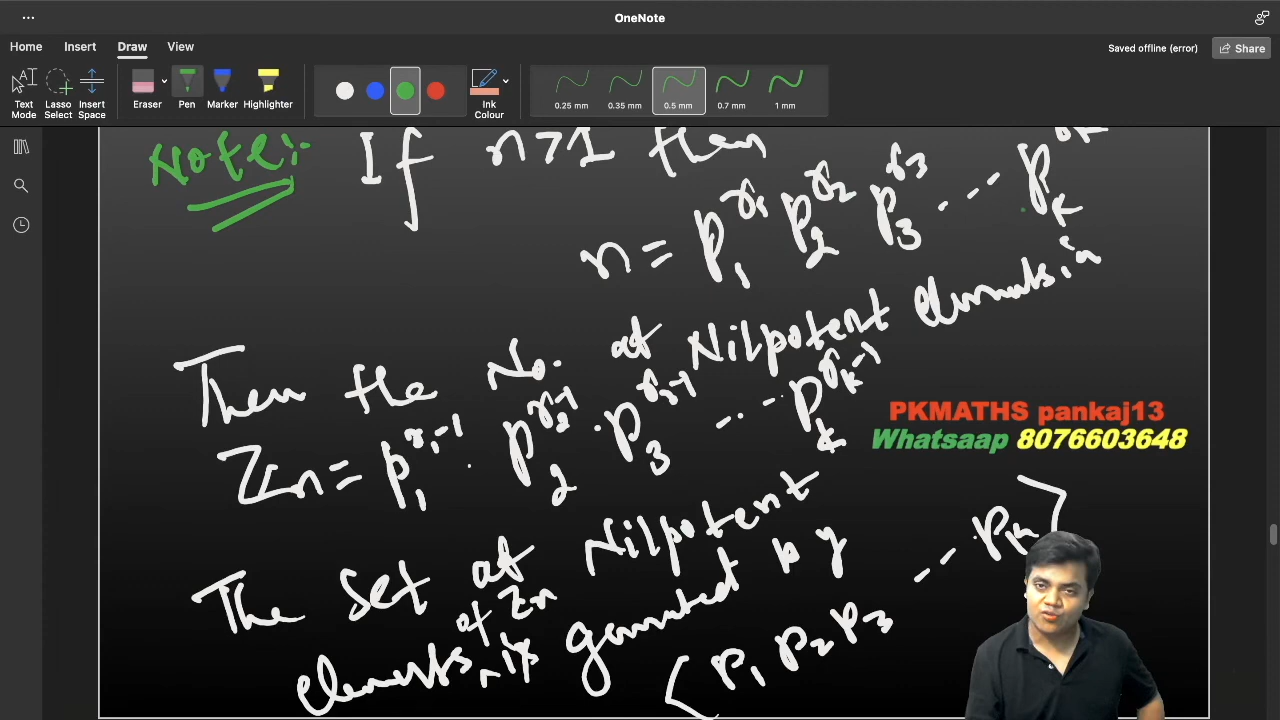 OneNote
Home Insert Draw View
Saved offline (error) Share
Text Mode Lasso Select Insert Space Eraser Pen Marker Highlighter Ink Colour 0.25 mm 0.35 mm 0.5 mm 0.7 mm 1 mm
Note:- If n>1 then
n = p₁^r₁ p₂^r₂ p₃^r₃ ... pₖ^rₖ
Then the No. of Nilpotent elements in
Zn = p₁^r₁-1 . p₂^r₂-1 . p₃^r₃-1 ... pₖ^rₖ-1
PKMATHS pankaj13
Whatsaap 8076603648
The set of Nilpotent
elements of Zn is generated by
<p₁ p₂ p₃ ... pₖ>